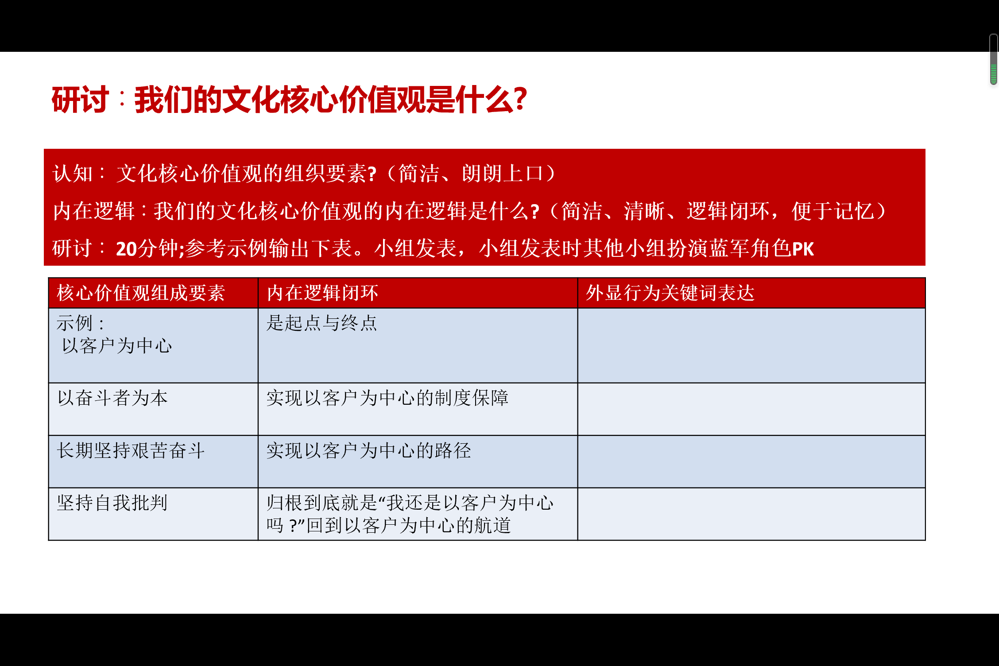 研讨：我们的文化核心价值观是什么？
认知： 文化核心价值观的组织要素?（简洁、朗朗上口）
内在逻辑：我们的文化核心价值观的内在逻辑是什么?（简洁、清晰、逻辑闭环，便于记忆）
研讨： 20分钟;参考示例输出下表。小组发表，小组发表时其他小组扮演蓝军角色PK
核心价值观组成要素 内在逻辑闭环 外显行为关键词表达
示例： 是起点与终点
以客户为中心
以奋斗者为本 实现以客户为中心的制度保障
长期坚持艰苦奋斗 实现以客户为中心的路径
坚持自我批判 归根到底就是“我还是以客户为中心
吗 ?”回到以客户为中心的航道